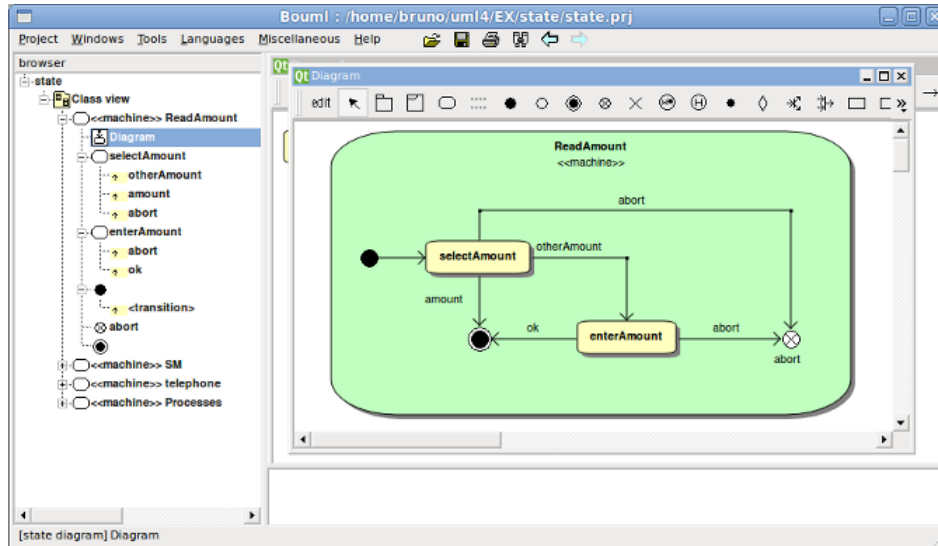 Bouml : /home/bruno/uml4/EX/state/state.prj
Project Windows Tools Languages Miscellaneous Help
browser
state
Class view
<<machine>> ReadAmount
Diagram
selectAmount
otherAmount
amount
abort
enterAmount
abort
ok
<transition>
abort
<<machine>> SM
<<machine>> telephone
<<machine>> Processes
Qt
Qt Diagram
edit
H
ReadAmount
<<machine>>
abort
selectAmount
otherAmount
amount
ok
enterAmount
abort
abort
[state diagram] Diagram